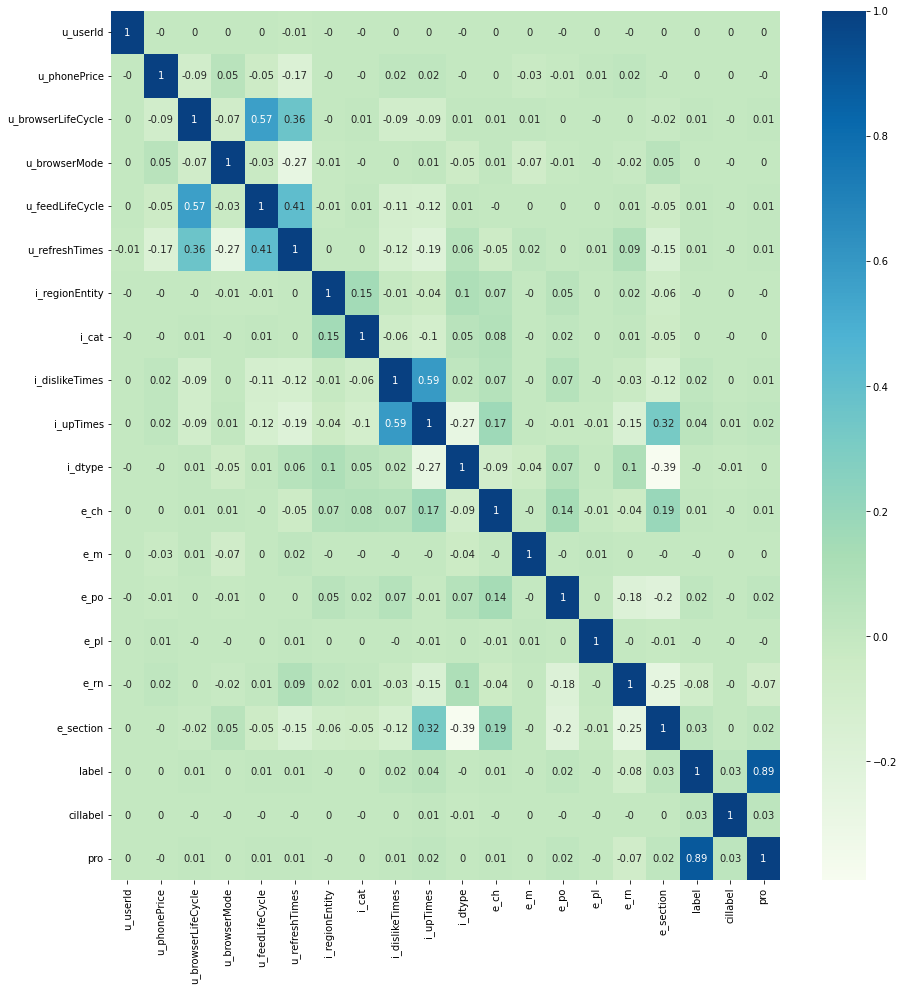 u_userId 1 -0 0 0 0 -0.01 -0 -0 0 0 -0 0 0 -0 -0 -0 0 0 0 0
u_phonePrice -0 1 -0.09 0.05 -0.05 -0.17 -0 -0 0.02 0.02 -0 0 -0.03 -0.01 0.01 0.02 -0 0 0 -0
u_browserLifeCycle 0 -0.09 1 -0.07 0.57 0.36 -0 0.01 -0.09 -0.09 0.01 0.01 0.01 0 -0 0 -0.02 0.01 -0 0.01
u_browserMode 0 0.05 -0.07 1 -0.03 -0.27 -0.01 -0 0 0.01 -0.05 0.01 -0.07 -0.01 -0 -0.02 0.05 0 -0 0
u_feedLifeCycle 0 -0.05 0.57 -0.03 1 0.41 -0.01 0.01 -0.11 -0.12 0.01 -0 0 0 0 0.01 -0.05 0.01 -0 0.01
u_refreshTimes -0.01 -0.17 0.36 -0.27 0.41 1 0 0 -0.12 -0.19 0.06 -0.05 0.02 0 0.01 0.09 -0.15 0.01 -0 0.01
i_regionEntity -0 -0 -0 -0.01 -0.01 0 1 0.15 -0.01 -0.04 0.1 0.07 -0 0.05 0 0.02 -0.06 -0 0 -0
i_cat -0 -0 0.01 -0 0.01 0 0.15 1 -0.06 -0.1 0.05 0.08 -0 0.02 -0 0.01 -0.05 0 -0 0
i_dislikeTimes 0 0.02 -0.09 0 -0.11 -0.12 -0.01 -0.06 1 0.59 0.02 0.07 -0 0.07 -0 -0.03 -0.12 0.02 0 0.01
i_upTimes 0 0.02 -0.09 0.01 -0.12 -0.19 -0.04 -0.1 0.59 1 -0.27 0.17 -0 -0.01 -0.01 -0.15 0.32 0.04 0.01 0.02
i_dtype -0 -0 0.01 -0.05 0.01 0.06 0.1 0.05 0.02 -0.27 1 -0.09 -0.04 0.07 0 0.1 -0.39 -0 -0.01 0
e_ch 0 0 0.01 0.01 -0 -0.05 0.07 0.08 0.07 0.17 -0.09 1 -0 0.14 -0.01 -0.04 0.19 0.01 -0 0.01
e_m 0 -0.03 0.01 -0.07 0 0.02 -0 -0 -0 -0 -0.04 -0 1 -0 0.01 0 -0 -0 -0 0
e_po -0 -0.01 0 -0.01 0 0 0.05 0.02 0.07 -0.01 0.07 0.14 -0 1 0 -0.18 -0.2 0.02 -0 0.02
e_pl -0 0.01 -0 -0 0 0.01 0 -0 -0 -0.01 0 -0.01 0.01 0 1 -0 -0.01 -0 -0 -0
e_rn -0 0.02 0 -0.02 0.01 0.09 0.02 0.01 -0.03 -0.15 0.1 -0.04 0 -0.18 -0 1 -0.25 -0.08 -0 -0.07
e_section 0 -0 -0.02 0.05 -0.05 -0.15 -0.06 -0.05 -0.12 0.32 -0.39 0.19 -0 -0.2 -0.01 -0.25 1 0.03 0 0.02
label 0 0 0.01 0 0.01 0.01 -0 0 0.02 0.04 -0 0.01 -0 0.02 -0 -0.08 0.03 1 0.03 0.89
cillabel 0 0 -0 -0 -0 -0 0 -0 0 0.01 -0.01 -0 -0 -0 -0 -0 0 0.03 1 0.03
pro 0 -0 0.01 0 0.01 0.01 -0 0 0.01 0.02 0 0.01 0 0.02 -0 -0.07 0.02 0.89 0.03 1
u_userId
u_phonePrice
u_browserLifeCycle
u_browserMode
u_feedLifeCycle
u_refreshTimes
i_regionEntity
i_cat
i_dislikeTimes
i_upTimes
i_dtype
e_ch
e_m
e_po
e_pl
e_rn
e_section
label
cillabel
pro
1.0
0.8
0.6
0.4
0.2
0.0
−0.2